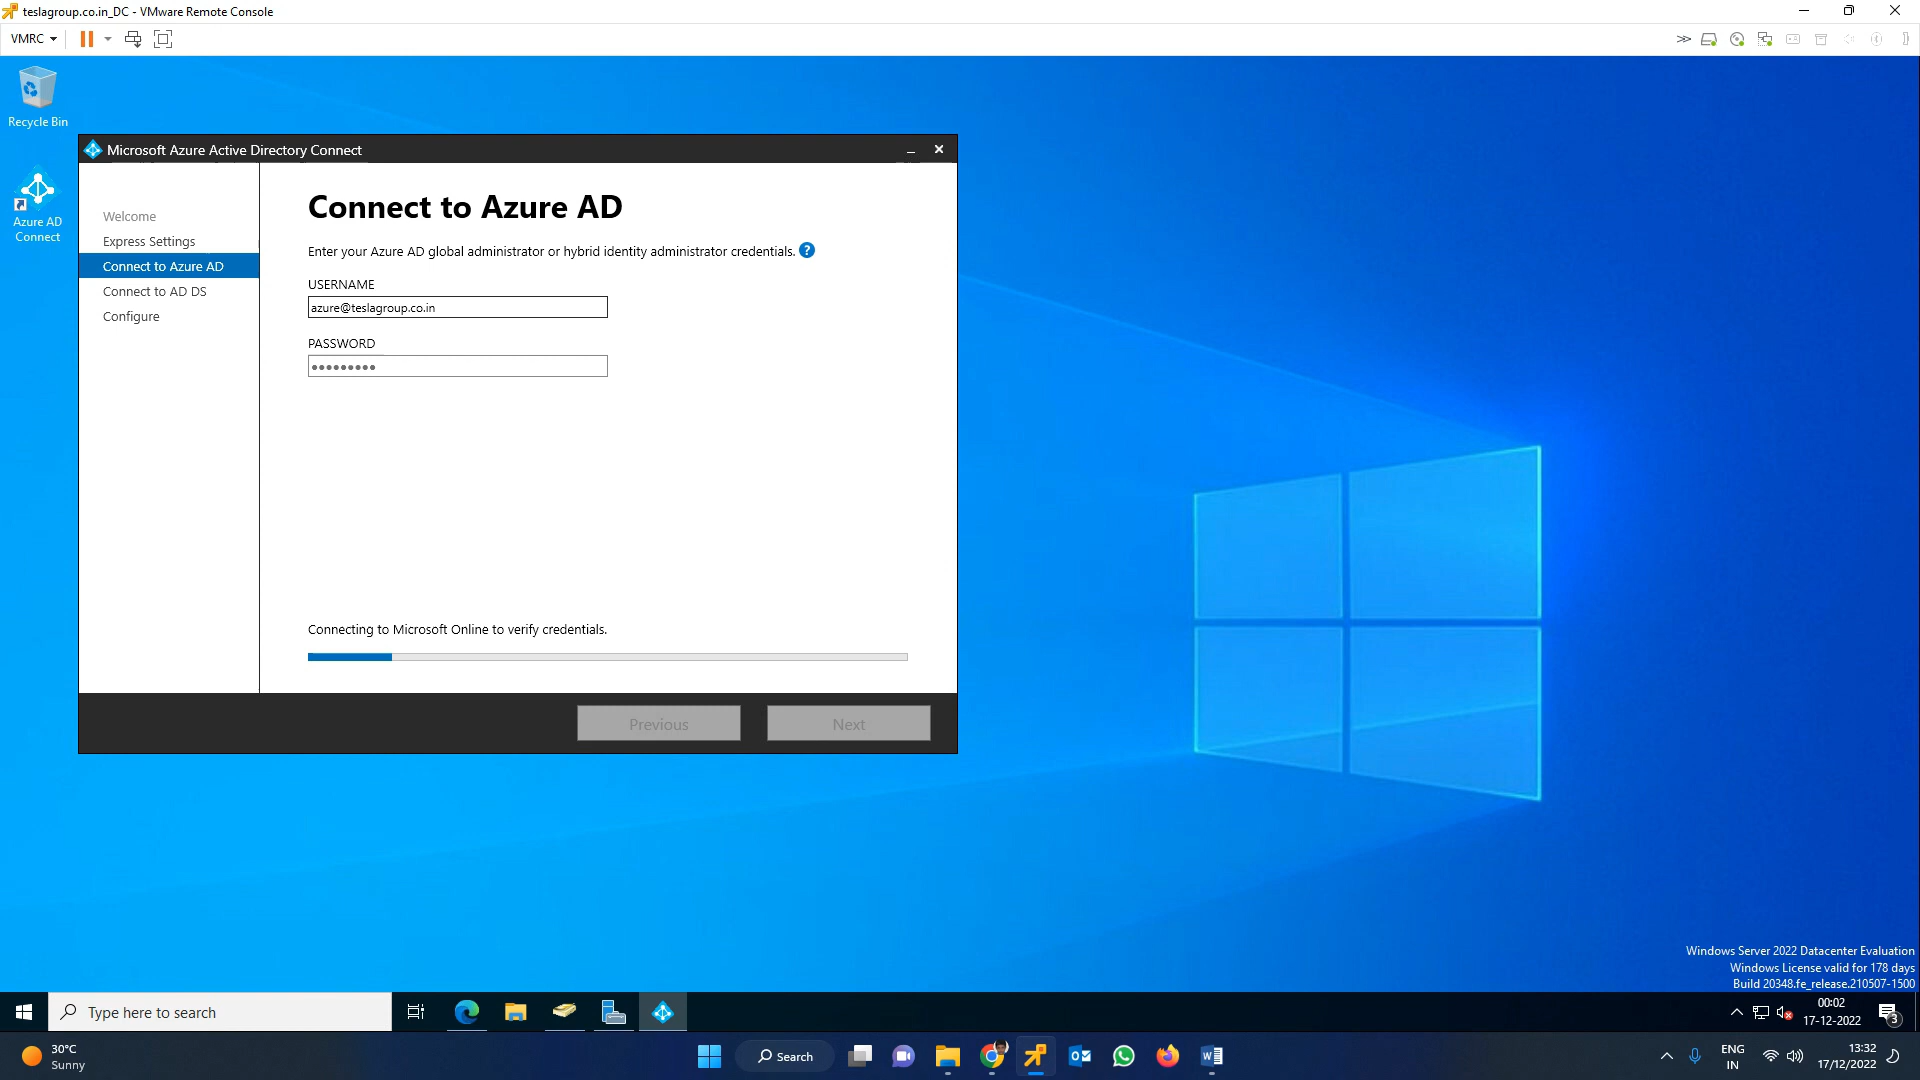 teslagroup.co.in_DC - VMware Remote Console
VMRC
Recycle Bin
Azure AD
Connect
Microsoft Azure Active Directory Connect
Welcome
Express Settings
Connect to Azure AD
Connect to AD DS
Configure
Connect to Azure AD
Enter your Azure AD global administrator or hybrid identity administrator credentials. ?
USERNAME
azure@teslagroup.co.in
PASSWORD
•••••••••
Connecting to Microsoft Online to verify credentials.
Previous
Next
Windows Server 2022 Datacenter Evaluation
Windows License valid for 178 days
Build 20348.fe_release.210507-1500
Type here to search
00:02
17-12-2022
3
30°C
Sunny
Search
ENG
IN
13:32
17/12/2022